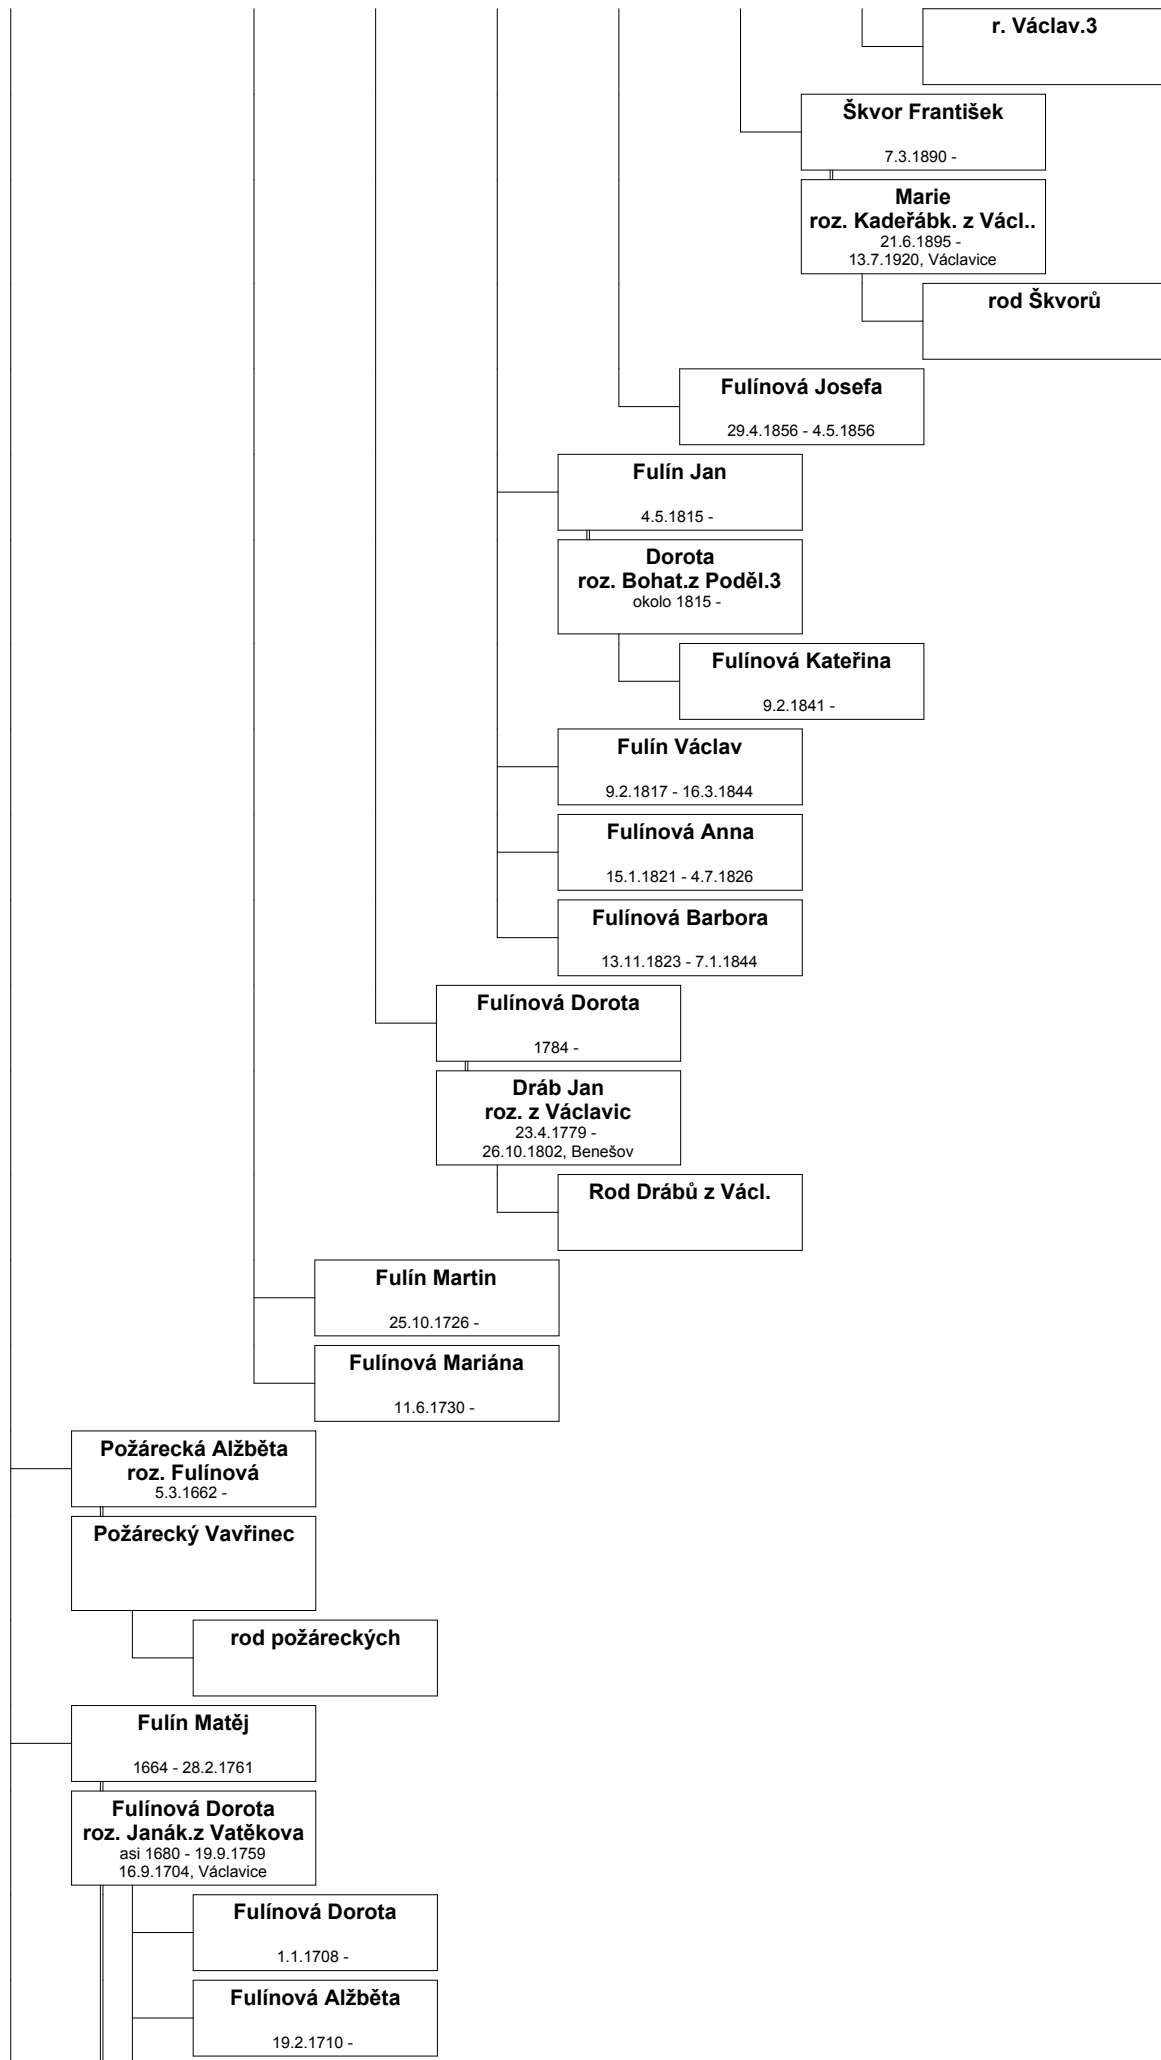 r. Václav.3
Škvor František
7.3.1890 -
Marie
roz. Kadeřábk. z Václ..
21.6.1895 -
13.7.1920, Václavice
rod Škvorů
Fulínová Josefa
29.4.1856 - 4.5.1856
Fulín Jan
4.5.1815 -
Dorota
roz. Bohat.z Poděl.3
okolo 1815 -
Fulínová Kateřina
9.2.1841 -
Fulín Václav
9.2.1817 - 16.3.1844
Fulínová Anna
15.1.1821 - 4.7.1826
Fulínová Barbora
13.11.1823 - 7.1.1844
Fulínová Dorota
1784 -
Dráb Jan
roz. z Václavic
23.4.1779 -
26.10.1802, Benešov
Rod Drábů z Václ.
Fulín Martin
25.10.1726 -
Fulínová Mariána
11.6.1730 -
Požárecká Alžběta
roz. Fulínová
5.3.1662 -
Požárecký Vavřinec
rod požáreckých
Fulín Matěj
1664 - 28.2.1761
Fulínová Dorota
roz. Janák.z Vatěkova
asi 1680 - 19.9.1759
16.9.1704, Václavice
Fulínová Dorota
1.1.1708 -
Fulínová Alžběta
19.2.1710 -